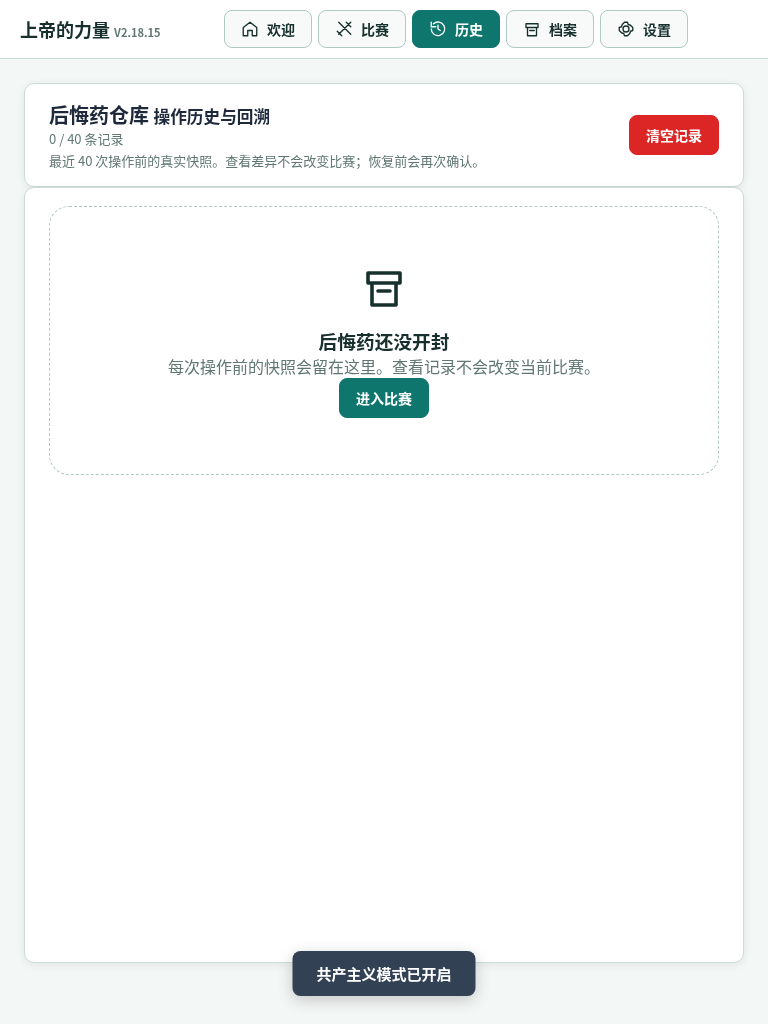 上帝的力量 V2.18.15
欢迎
比赛
历史
档案
设置
后悔药仓库 操作历史与回溯
0 / 40 条记录
最近 40 次操作前的真实快照。查看差异不会改变比赛；恢复前会再次确认。
清空记录
后悔药还没开封
每次操作前的快照会留在这里。查看记录不会改变当前比赛。
进入比赛
共产主义模式已开启